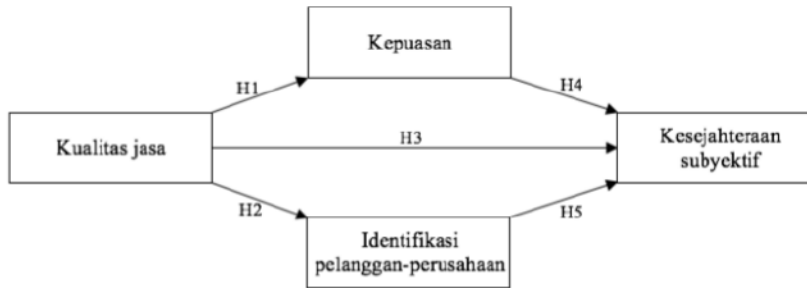 Kepuasan
H1
H4
Kualitas jasa
H3
Kesejahteraan
subyektif
H2
H5
Identifikasi
pelanggan-perusahaan